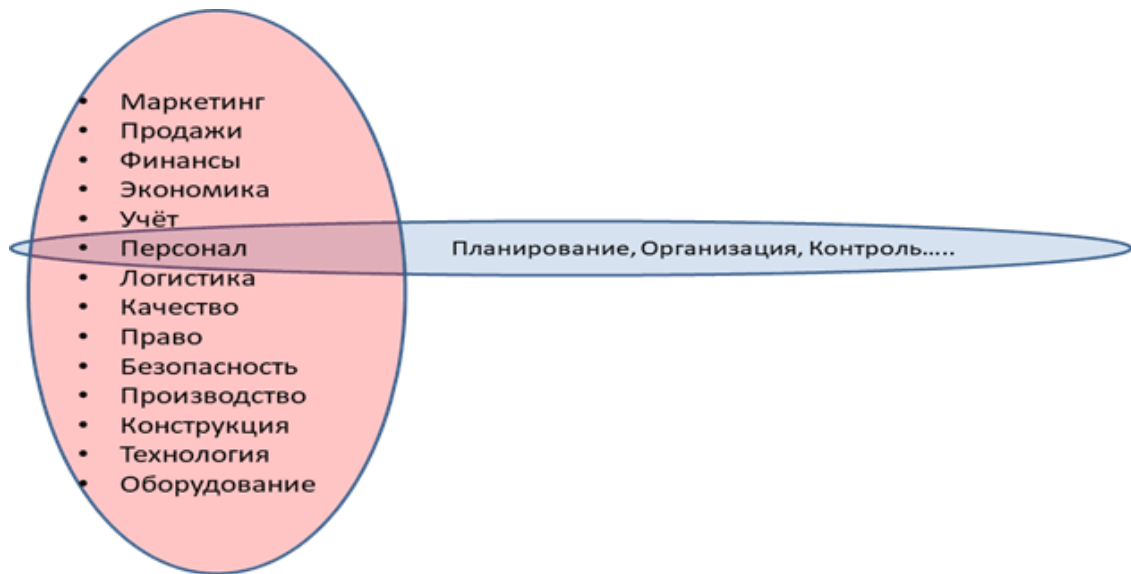 • Маркетинг
• Продажи
• Финансы
• Экономика
• Учёт
• Персонал
Планирование, Организация, Контроль.....
• Логистика
• Качество
• Право
• Безопасность
• Производство
• Конструкция
• Технология
• Оборудование